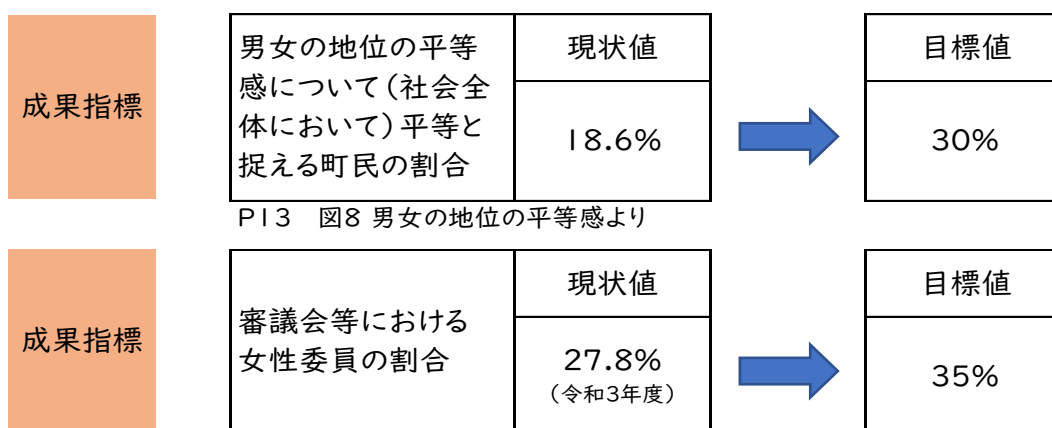 成果指標
男女の地位の平等
感について(社会全
体において)平等と
捉える町民の割合
現状値
18.6%
目標値
30%
P13 図8 男女の地位の平等感より
成果指標
審議会等における
女性委員の割合
現状値
27.8%
(令和3年度)
目標値
35%